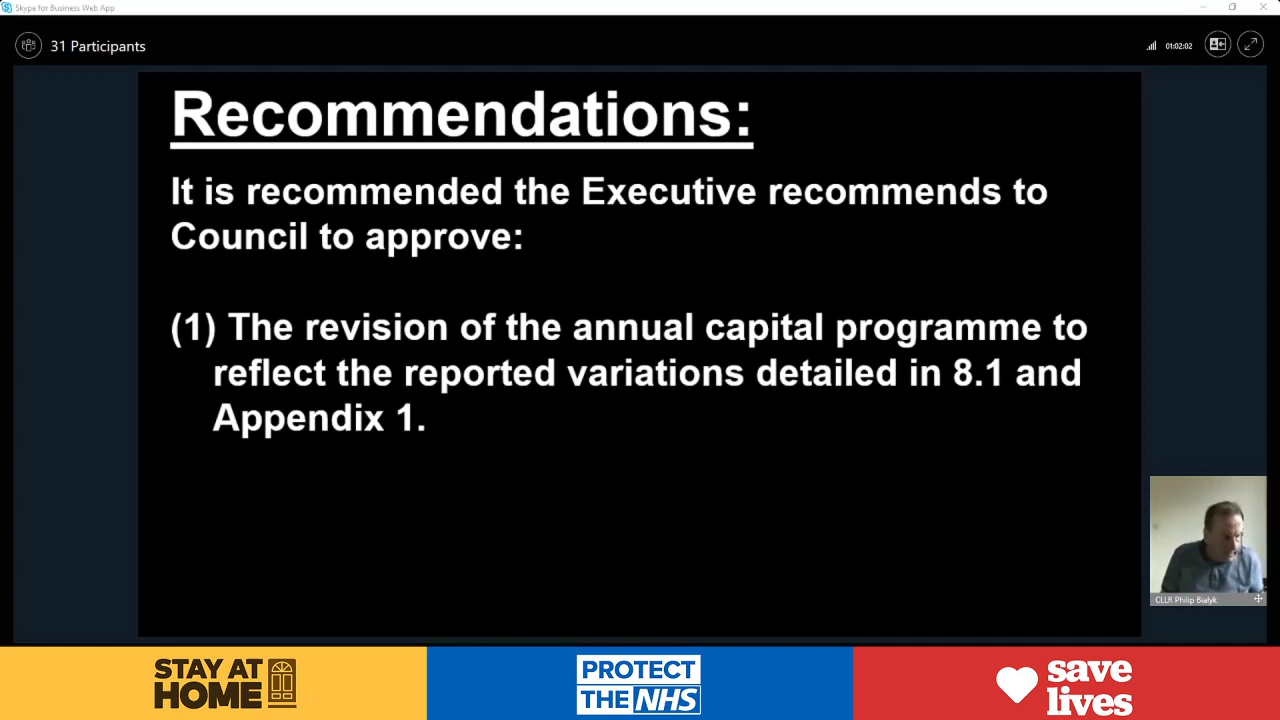 Skype for Business Web App
31 Participants
01:02:02
Recommendations:
It is recommended the Executive recommends to
Council to approve:
(1) The revision of the annual capital programme to
reflect the reported variations detailed in 8.1 and
Appendix 1.
CLLR Philip Bialyk
STAY AT
HOME
PROTECT
THE NHS
save
lives